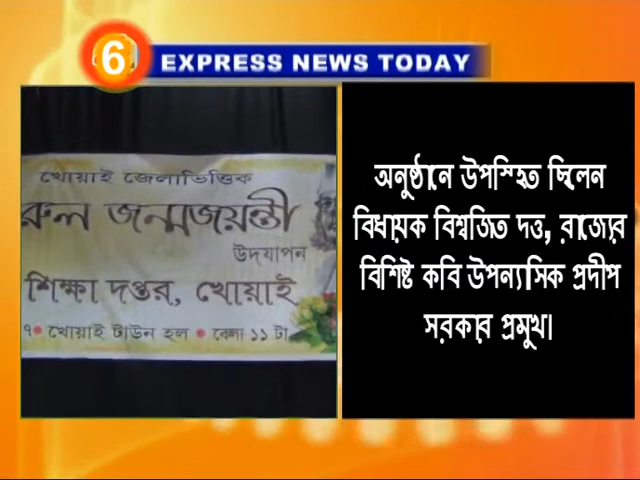 6
EXPRESS NEWS TODAY
খোয়াই জেলাভিত্তিক
রুল জন্মজয়ন্তী
উদযাপন
শিক্ষা দপ্তর, খোয়াই
৭ • খোয়াই টাউন হল • বেলা ১১ টা
অনুষ্ঠানে উপস্হিত ছিলেন
বিধায়ক বিশ্বজিত দত্ত, রাজ্যের
বিশিষ্ট কবি উপন্যাসিক প্রদীপ
সরকার প্রমুখ।